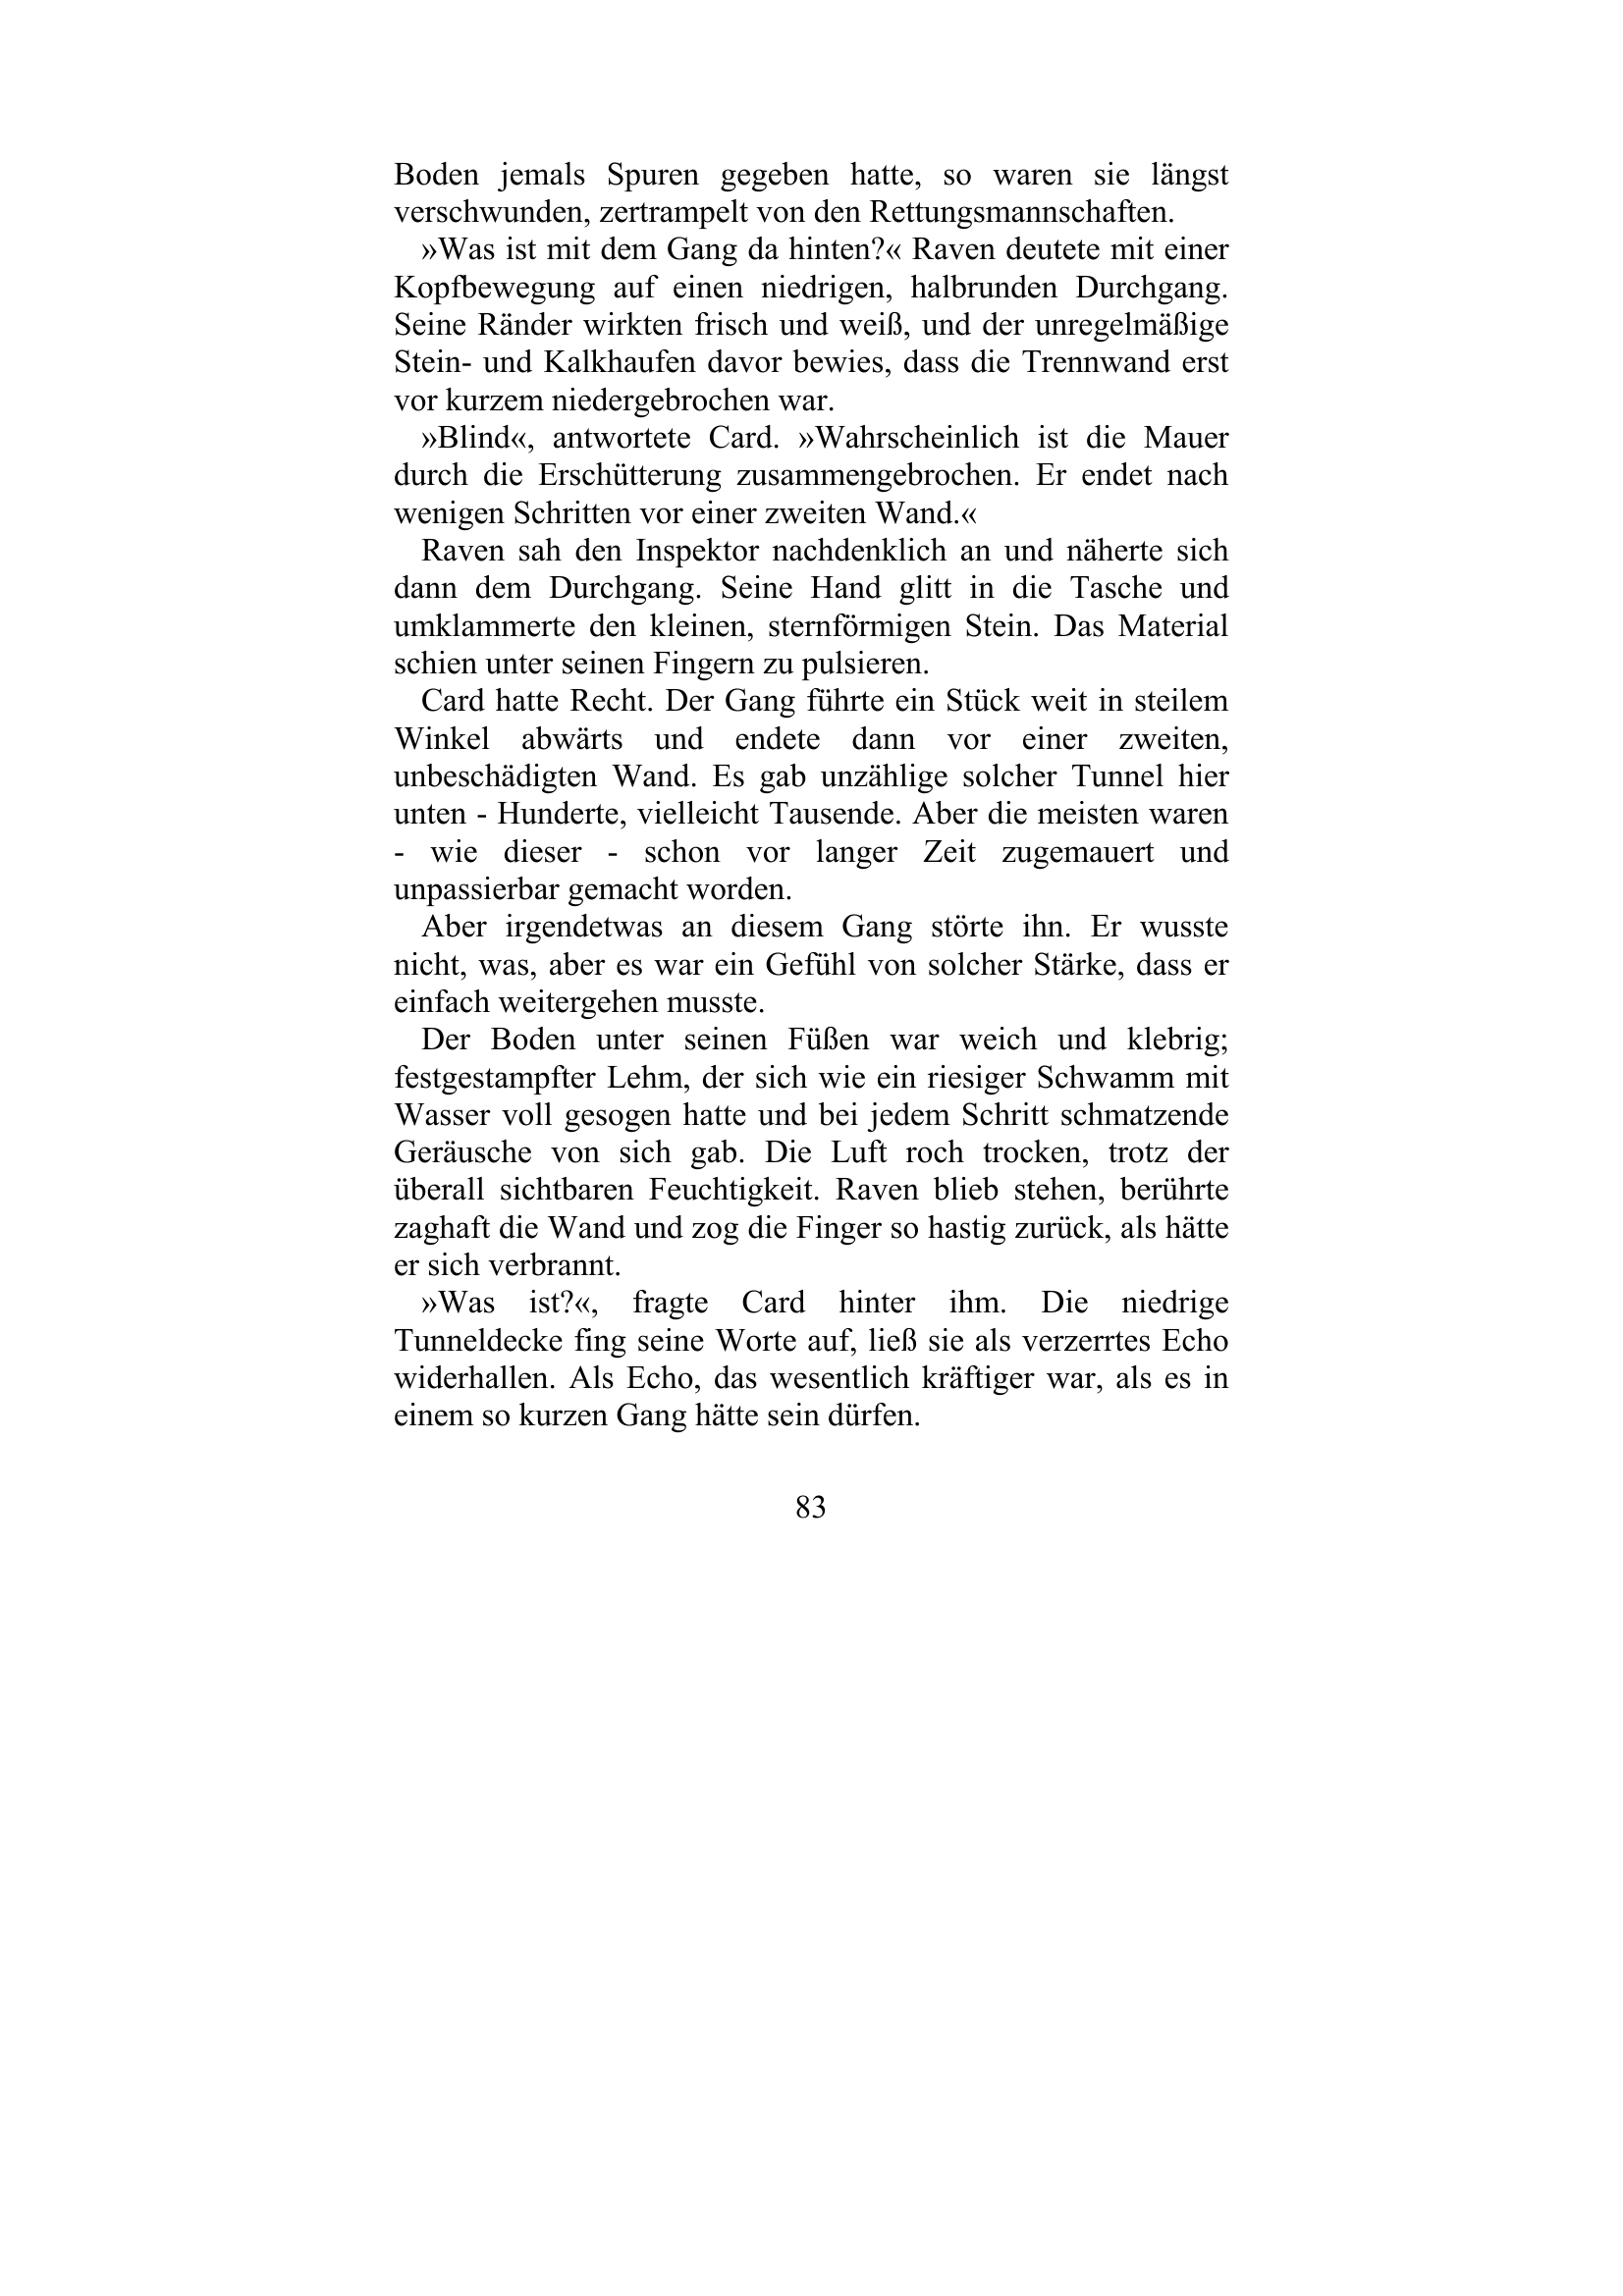 Boden jemals Spuren gegeben hatte, so waren sie längst
verschwunden, zertrampelt von den Rettungsmannschaften.
»Was ist mit dem Gang da hinten?« Raven deutete mit einer
Kopfbewegung auf einen niedrigen, halbrunden Durchgang.
Seine Ränder wirkten frisch und weiß, und der unregelmäßige
Stein- und Kalkhaufen davor bewies, dass die Trennwand erst
vor kurzem niedergebrochen war.
»Blind«, antwortete Card. »Wahrscheinlich ist die Mauer
durch die Erschütterung zusammengebrochen. Er endet nach
wenigen Schritten vor einer zweiten Wand.«
Raven sah den Inspektor nachdenklich an und näherte sich
dann dem Durchgang. Seine Hand glitt in die Tasche und
umklammerte den kleinen, sternförmigen Stein. Das Material
schien unter seinen Fingern zu pulsieren.
Card hatte Recht. Der Gang führte ein Stück weit in steilem
Winkel abwärts und endete dann vor einer zweiten,
unbeschädigten Wand. Es gab unzählige solcher Tunnel hier
unten - Hunderte, vielleicht Tausende. Aber die meisten waren
- wie dieser - schon vor langer Zeit zugemauert und
unpassierbar gemacht worden.
Aber irgendetwas an diesem Gang störte ihn. Er wusste
nicht, was, aber es war ein Gefühl von solcher Stärke, dass er
einfach weitergehen musste.
Der Boden unter seinen Füßen war weich und klebrig;
festgestampfter Lehm, der sich wie ein riesiger Schwamm mit
Wasser voll gesogen hatte und bei jedem Schritt schmatzende
Geräusche von sich gab. Die Luft roch trocken, trotz der
überall sichtbaren Feuchtigkeit. Raven blieb stehen, berührte
zaghaft die Wand und zog die Finger so hastig zurück, als hätte
er sich verbrannt.
»Was ist?«, fragte Card hinter ihm. Die niedrige
Tunneldecke fing seine Worte auf, ließ sie als verzerrtes Echo
widerhallen. Als Echo, das wesentlich kräftiger war, als es in
einem so kurzen Gang hätte sein dürfen.
83